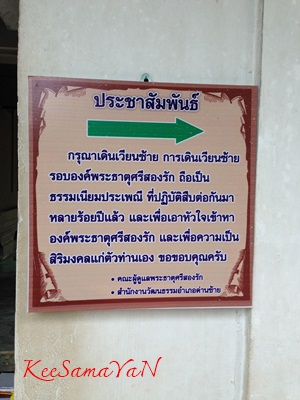 ประชาสัมพันธ์
กรุณาเดินเวียนซ้าย การเดินเวียนซ้าย
รอบองค์พระธาตุศรีสองรัก ถือเป็น
ธรรมเนียมประเพณี ที่ปฏิบัติสืบต่อกันมา
หลายร้อยปีแล้ว และเพื่อเอาหัวใจเข้าหา
องค์พระธาตุศรีสองรัก และเพื่อความเป็น
สิริมงคลแก่ตัวท่านเอง ขอขอบคุณครับ
• คณะผู้ดูแลพระธาตุศรีสองรัก
• สำนักงานวัฒนธรรมอำเภอด่านซ้าย
KeeSamaYaN